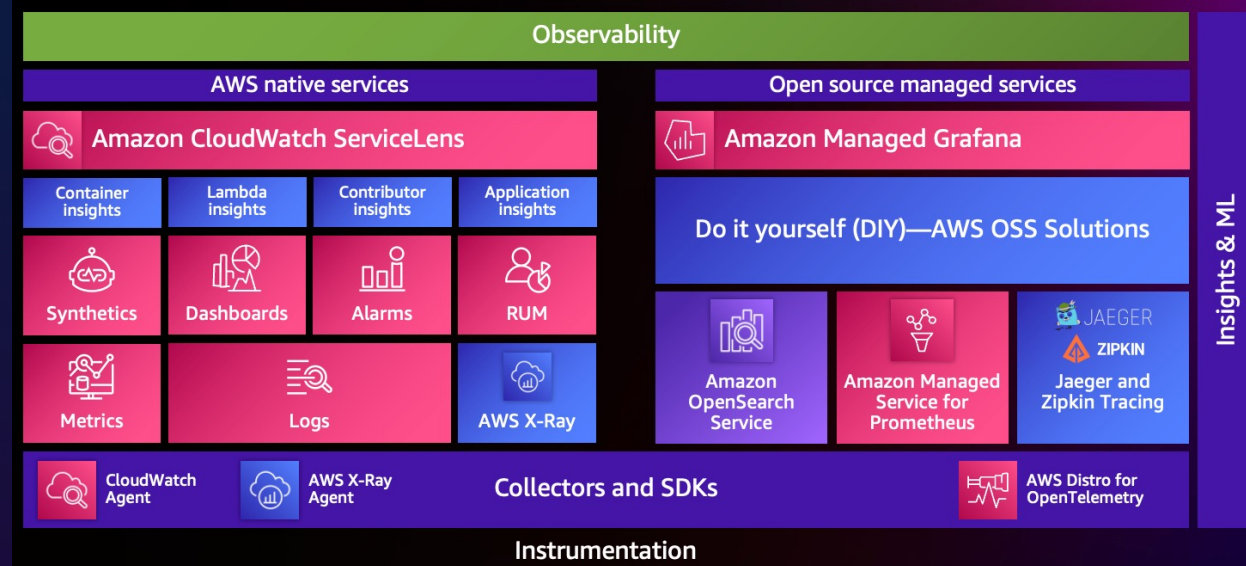 Observability
AWS native services
Amazon CloudWatch ServiceLens
Container
insights
Lambda
insights
Contributor
insights
Application
insights
Synthetics
Dashboards
Alarms
RUM
Metrics
Logs
AWS X-Ray
Open source managed services
Amazon Managed Grafana
Do it yourself (DIY)—AWS OSS Solutions
Amazon
OpenSearch
Service
Amazon Managed
Service for
Prometheus
JAEGER
ZIPKIN
Jaeger and
Zipkin Tracing
CloudWatch
Agent
AWS X-Ray
Agent
Collectors and SDKs
AWS Distro for
OpenTelemetry
Instrumentation
Insights & ML